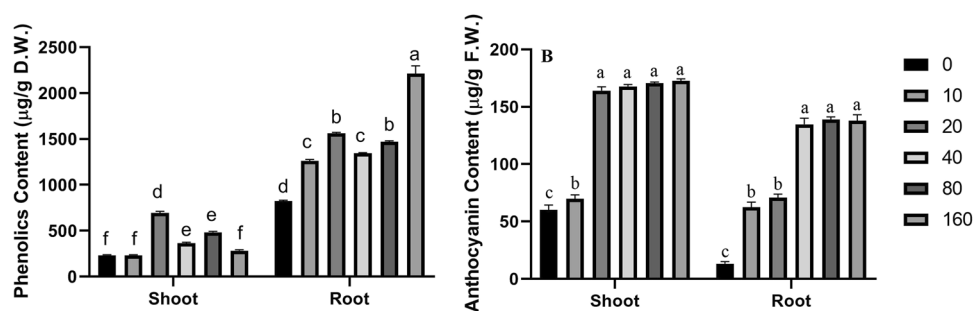 Phenolics Content (µg/g D.W.)
2500
2000
1500
1000
500
0
f f d e e f
d c b c b a
Shoot Root
Anthocyanin Content (µg/g F.W.)
B
200
150
100
50
0
c b a a a a
c b b a a a
Shoot Root
0
10
20
40
80
160